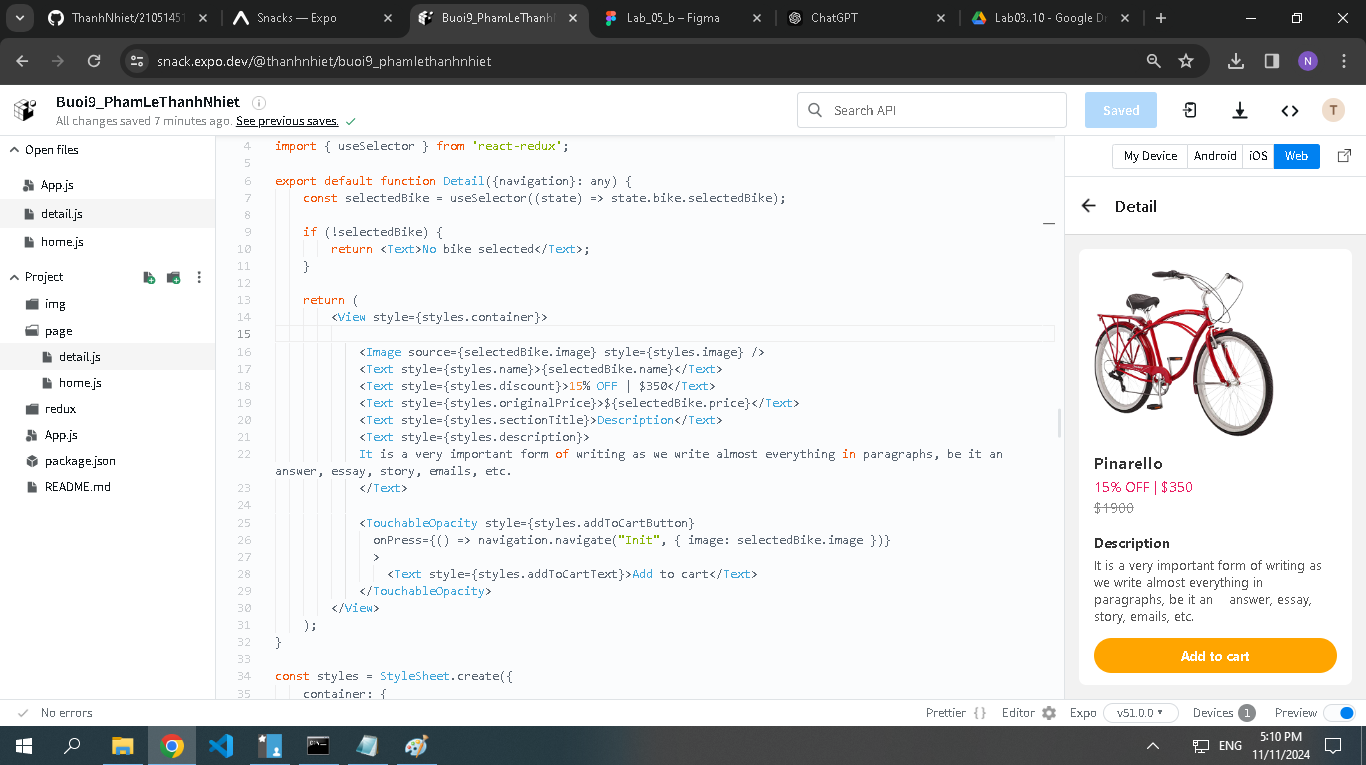 ThanhNhiet/21051451
Snacks — Expo
Buoi9_PhamLeThanhN
Lab_05_b – Figma
ChatGPT
Lab03..10 - Google Dr
snack.expo.dev/@thanhnhiet/buoi9_phamlethanhnhiet
N
Buoi9_PhamLeThanhNhiet
All changes saved 7 minutes ago. See previous saves.
Search API
Saved
T
Open files
App.js
detail.js
home.js
Project
img
page
detail.js
home.js
redux
App.js
package.json
README.md
4 import { useSelector } from 'react-redux';
5
6 export default function Detail({navigation}: any) {
7 const selectedBike = useSelector((state) => state.bike.selectedBike);
8
9 if (!selectedBike) {
10 return <Text>No bike selected</Text>;
11 }
12
13 return (
14 <View style={styles.container}>
15
16 <Image source={selectedBike.image} style={styles.image} />
17 <Text style={styles.name}>{selectedBike.name}</Text>
18 <Text style={styles.discount}>15% OFF | $350</Text>
19 <Text style={styles.originalPrice}>${selectedBike.price}</Text>
20 <Text style={styles.sectionTitle}>Description</Text>
21 <Text style={styles.description}>
22 It is a very important form of writing as we write almost everything in paragraphs, be it an
answer, essay, story, emails, etc.
23 </Text>
24
25 <TouchableOpacity style={styles.addToCartButton}
26 onPress={() => navigation.navigate("Init", { image: selectedBike.image })}
27 >
28 <Text style={styles.addToCartText}>Add to cart</Text>
29 </TouchableOpacity>
30 </View>
31 );
32 }
33
34 const styles = StyleSheet.create({
35 container: {
My Device
Android
iOS
Web
Detail
Pinarello
15% OFF | $350
$1900
Description
It is a very important form of writing as
we write almost everything in
paragraphs, be it an answer, essay,
story, emails, etc.
Add to cart
No errors
Prettier { }
Editor
Expo
v51.0.0
Devices 1
Preview
ENG
5:10 PM
11/11/2024